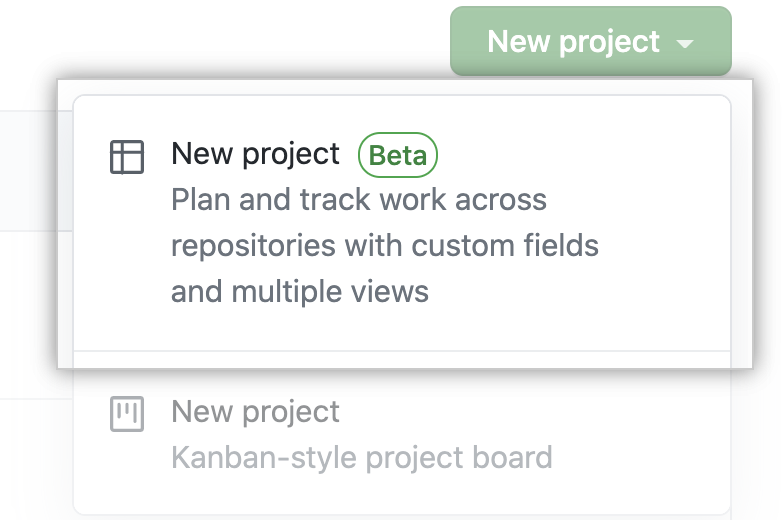 New project
New project Beta
Plan and track work across
repositories with custom fields
and multiple views
New project
Kanban-style project board